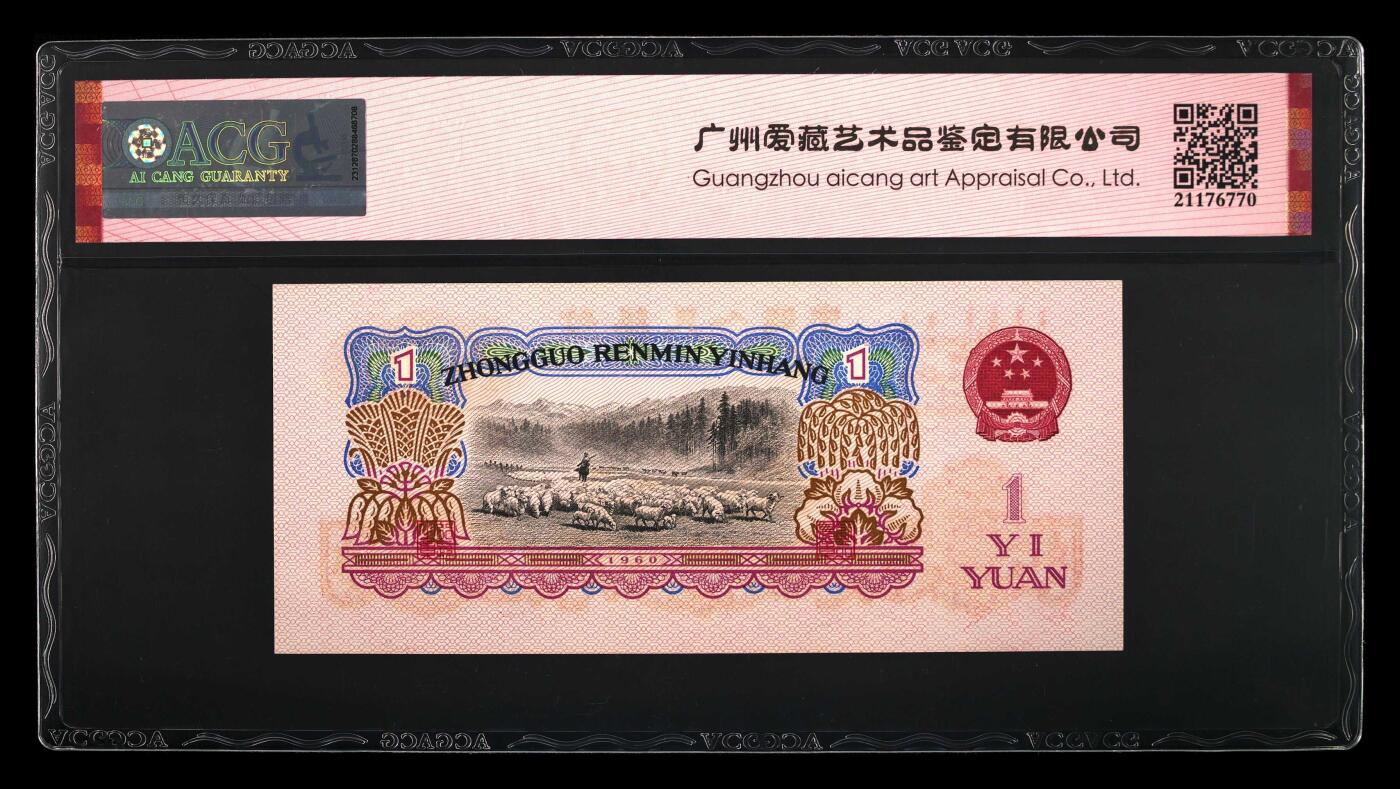 ACG
AI CANG GUARANTY
广州爱藏艺术品鉴定有限公司
Guangzhou aicang art Appraisal Co., Ltd.
21176770
1
ZHONGGUO RENMIN YINHANG
1
1960
1
YI
YUAN